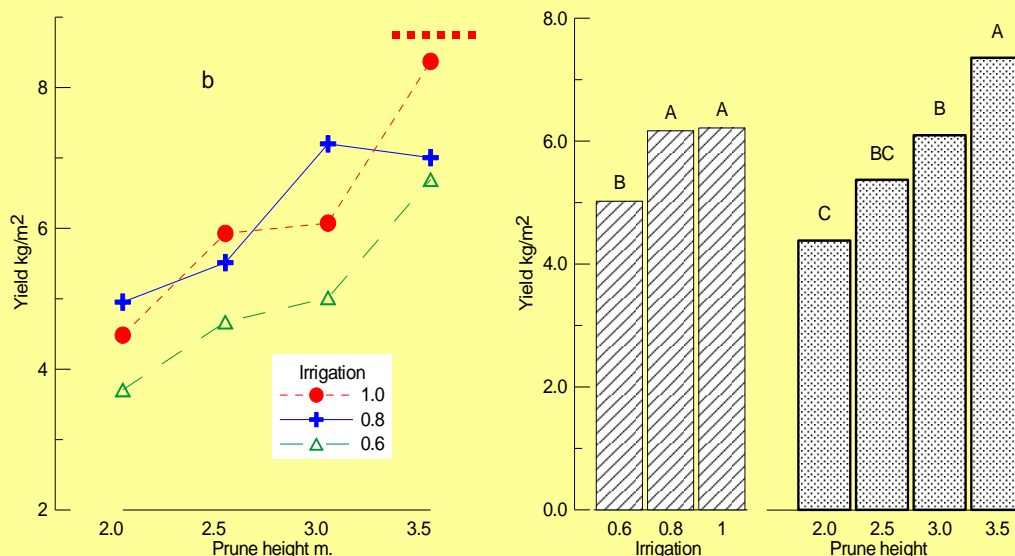 b
Yield kg/m2
8
6
4
2
Irrigation
1.0
0.8
0.6
2.0 2.5 3.0 3.5
Prune height m.
Yield kg/m2
8.0
6.0
4.0
2.0
0.0
B A A
C BC B A
0.6 0.8 1
Irrigation
2.0 2.5 3.0 3.5
Prune height